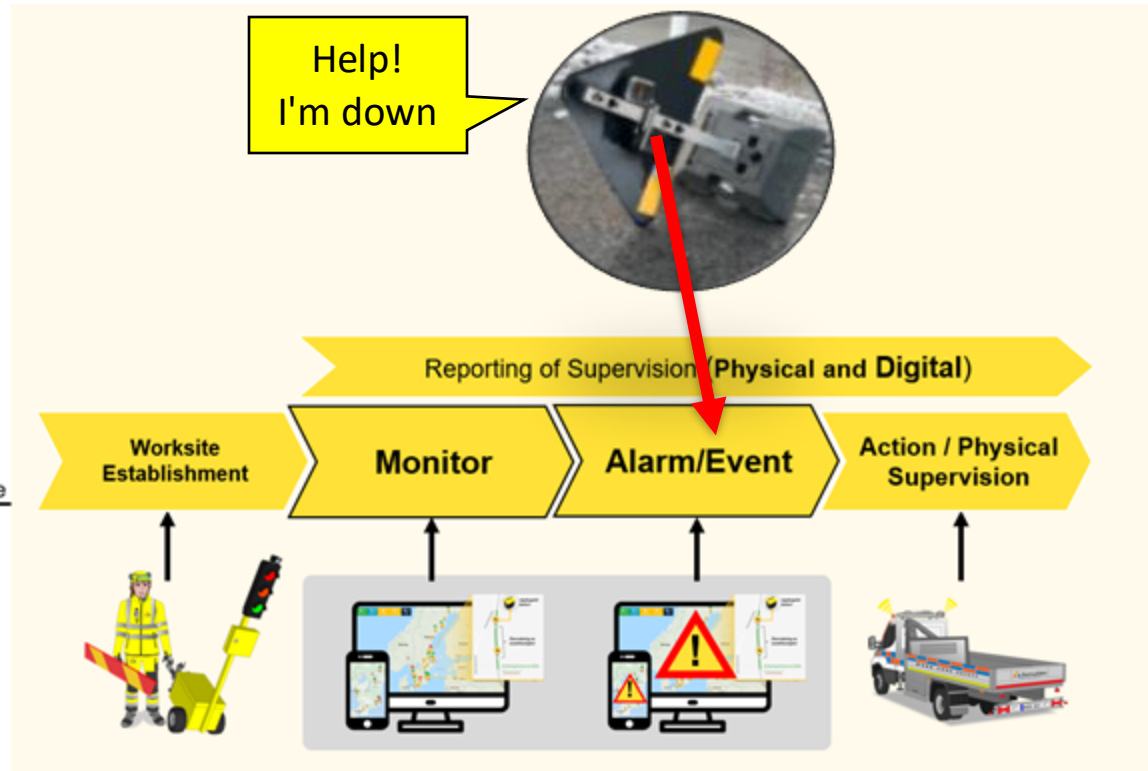 Help!
I'm down
Reporting of Supervision (Physical and Digital)
Worksite
Establishment
Monitor
Alarm/Event
Action / Physical
Supervision
e